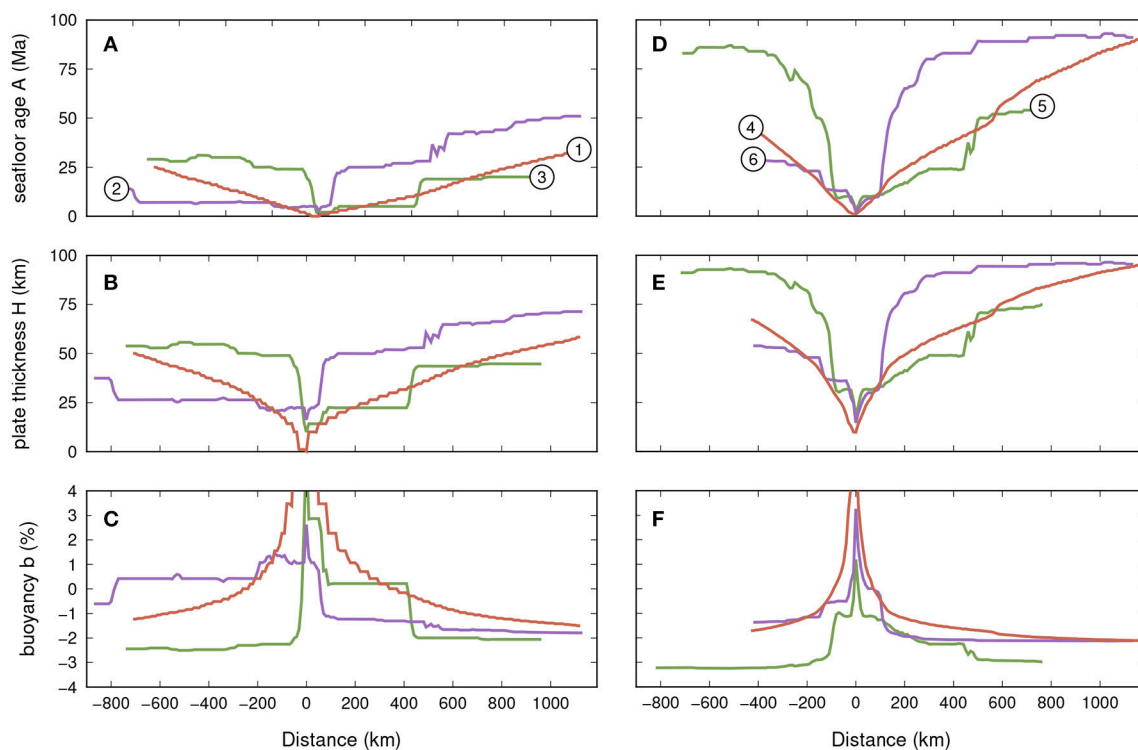 100
75
50
25
0
seafloor age A (Ma)
A
1
2
3
D
4
5
6
100
75
50
25
0
plate thickness H (km)
B
E
4
3
2
1
0
−1
−2
−3
−4
buoyancy b (%)
C
F
−800 −600 −400 −200 0 200 400 600 800 1000
−800 −600 −400 −200 0 200 400 600 800 1000
Distance (km)
Distance (km)